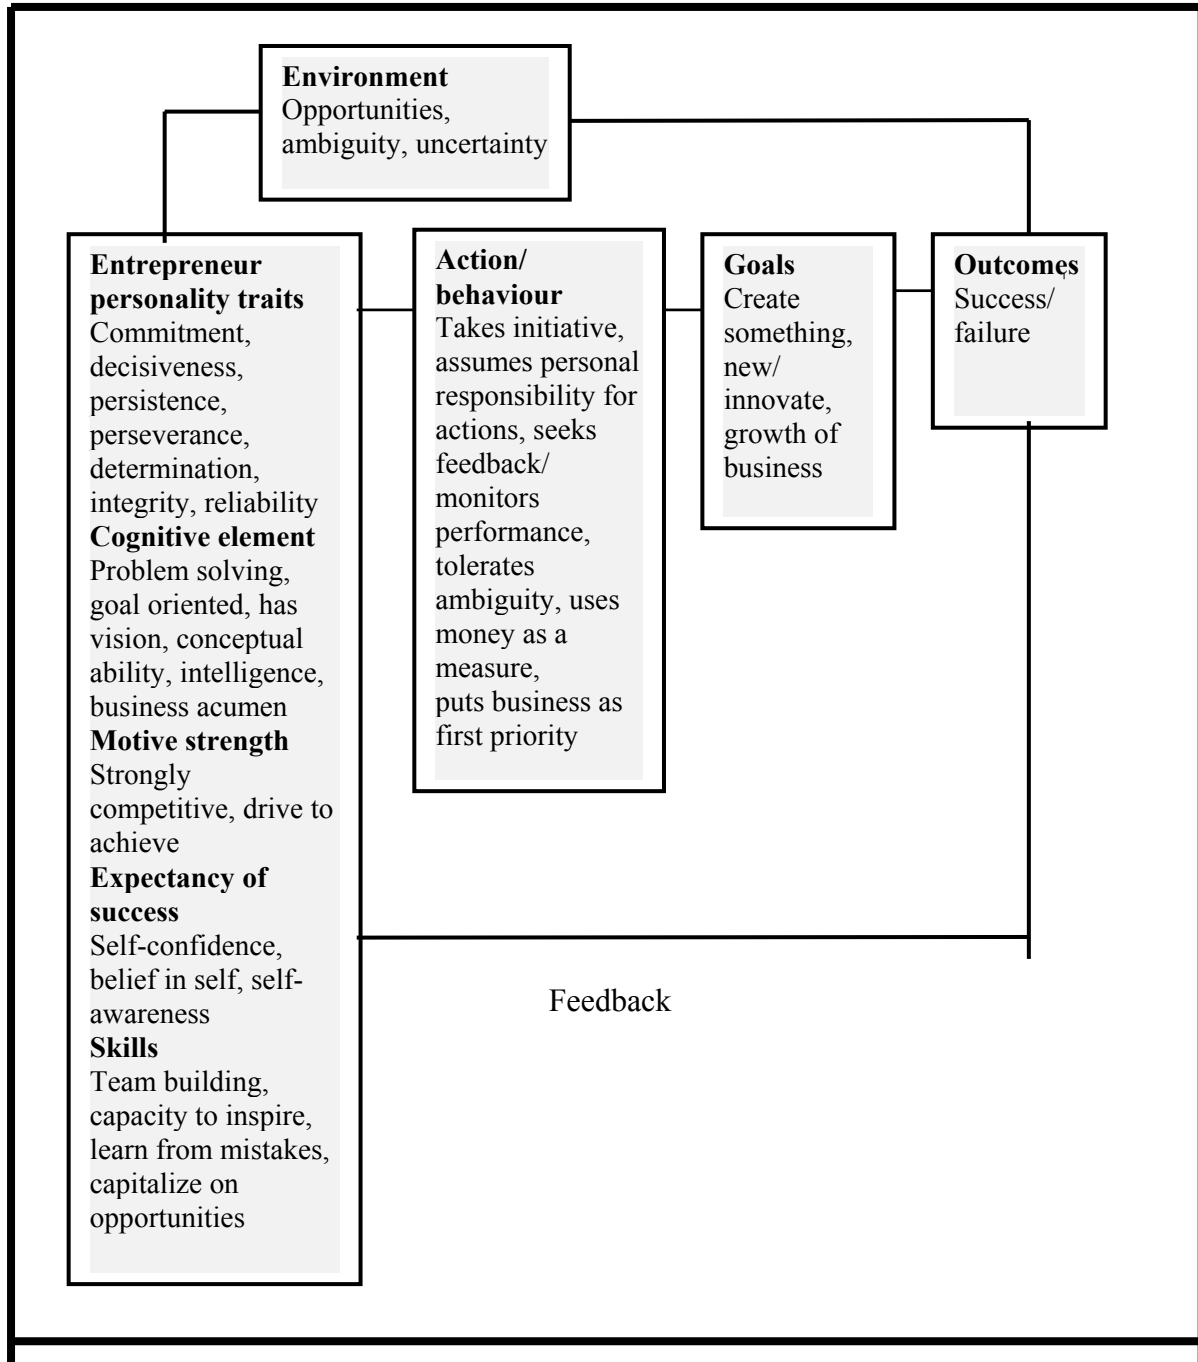 Environment
Opportunities,
ambiguity, uncertainty
Entrepreneur
personality traits
Commitment,
decisiveness,
persistence,
perseverance,
determination,
integrity, reliability
Cognitive element
Problem solving,
goal oriented, has
vision, conceptual
ability, intelligence,
business acumen
Motive strength
Strongly
competitive, drive to
achieve
Expectancy of
success
Self-confidence,
belief in self, self-
awareness
Skills
Team building,
capacity to inspire,
learn from mistakes,
capitalize on
opportunities
Action/
behaviour
Takes initiative,
assumes personal
responsibility for
actions, seeks
feedback/
monitors
performance,
tolerates
ambiguity, uses
money as a
measure,
puts business as
first priority
Goals
Create
something,
new/
innovate,
growth of
business
Outcomes
Success/
failure
Feedback